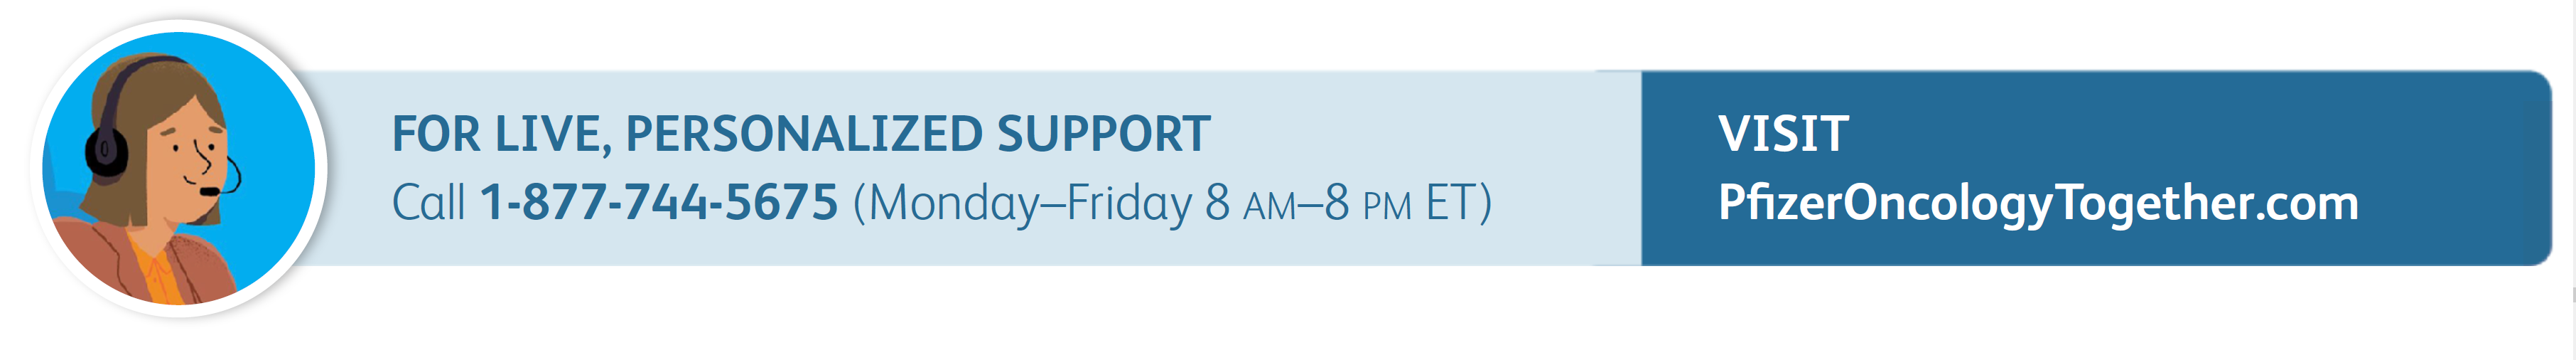 FOR LIVE, PERSONALIZED SUPPORT
Call 1-877-744-5675 (Monday–Friday 8 AM–8 PM ET)
VISIT
PfizerOncologyTogether.com